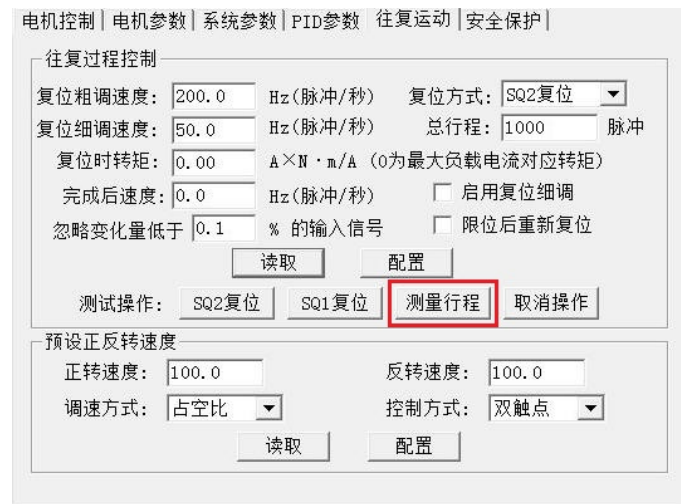 电机控制 电机参数 系统参数 PID参数 往复运动 安全保护
往复过程控制
复位粗调速度: 200.0 Hz(脉冲/秒) 复位方式: SQ2复位
复位细调速度: 50.0 Hz(脉冲/秒) 总行程: 1000 脉冲
复位时转矩: 0.00 A×N·m/A (0为最大负载电流对应转矩)
完成后速度: 0.0 Hz(脉冲/秒) 启用复位细调
忽略变化量低于 0.1 % 的输入信号 限位后重新复位
读取 配置
测试操作: SQ2复位 SQ1复位 测量行程 取消操作
预设正反转速度
正转速度: 100.0 反转速度: 100.0
调速方式: 占空比 控制方式: 双触点
读取 配置